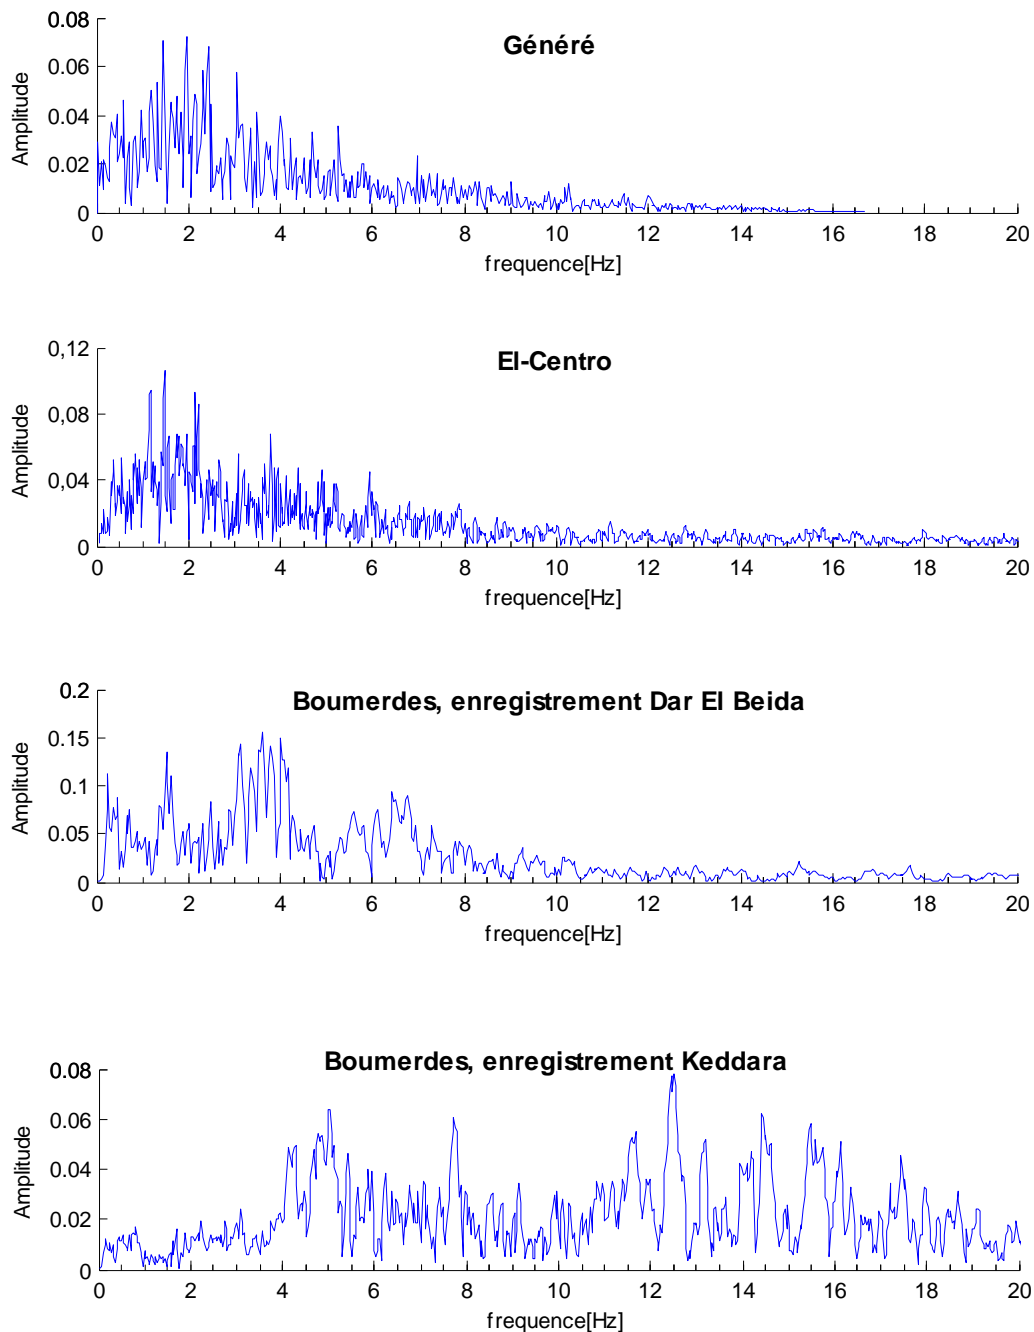 Généré
0.08
0.06
0.04
0.02
0
Amplitude
0 2 4 6 8 10 12 14 16 18 20
frequence[Hz]
El-Centro
0,12
0,08
0,04
0
Amplitude
0 2 4 6 8 10 12 14 16 18 20
frequence[Hz]
Boumerdes, enregistrement Dar El Beida
0.2
0.15
0.1
0.05
0
Amplitude
0 2 4 6 8 10 12 14 16 18 20
frequence[Hz]
Boumerdes, enregistrement Keddara
0.08
0.06
0.04
0.02
0
Amplitude
0 2 4 6 8 10 12 14 16 18 20
frequence[Hz]